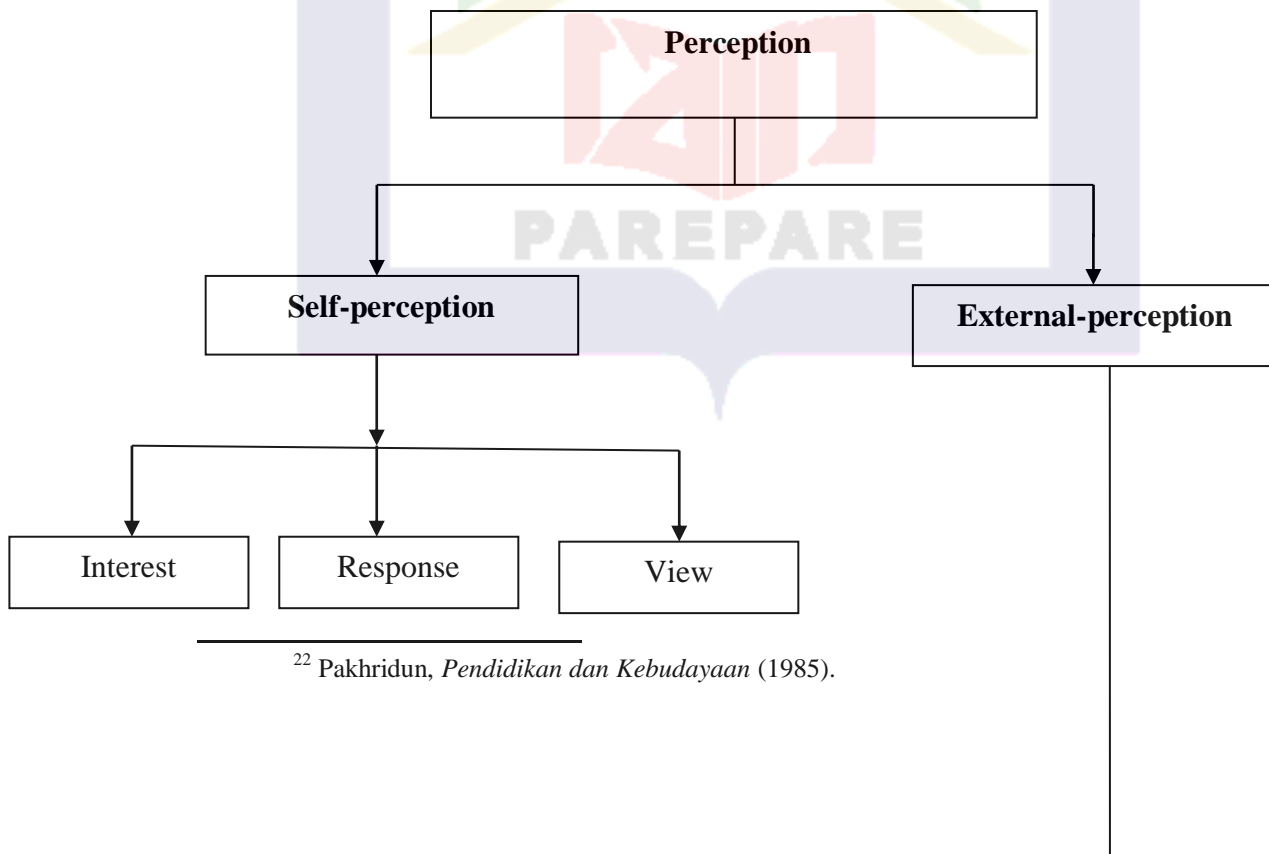 Perception
PAREPARE
Self-perception
External-perception
Interest
Response
View
22 Pakhridun, Pendidikan dan Kebudayaan (1985).